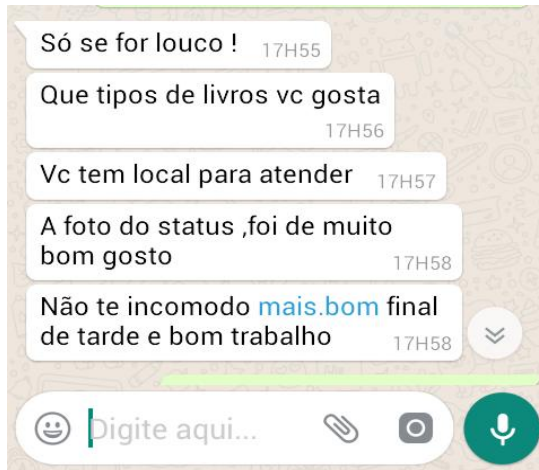 Só se for louco ! 17H55
Que tipos de livros vc gosta
17H56
Vc tem local para atender 17H57
A foto do status ,foi de muito
bom gosto 17H58
Não te incomodo mais.bom final
de tarde e bom trabalho 17H58
Digite aqui...